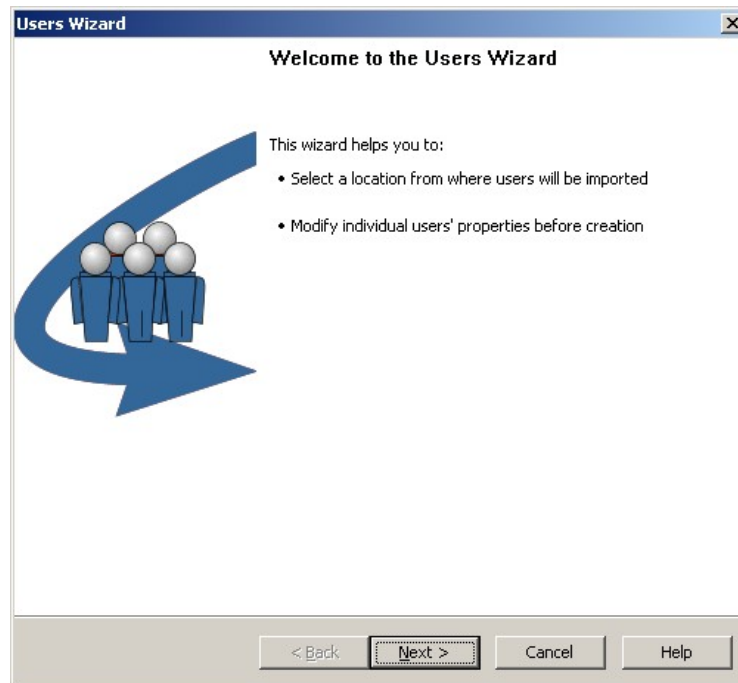 Users Wizard
Welcome to the Users Wizard
This wizard helps you to:
• Select a location from where users will be imported
• Modify individual users' properties before creation
< Back Next > Cancel Help